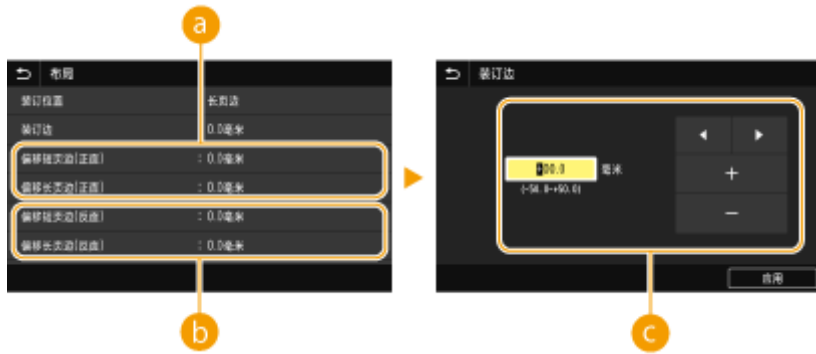 a
布局
装订位置 长页边
装订边 0.0毫米
偏移短页边(正面) : 0.0毫米
偏移长页边(正面) : 0.0毫米
偏移短页边(反面) : 0.0毫米
偏移长页边(反面) : 0.0毫米
b
装订边
+00.0 毫米
(-50.0~+50.0)
+
-
应用
c